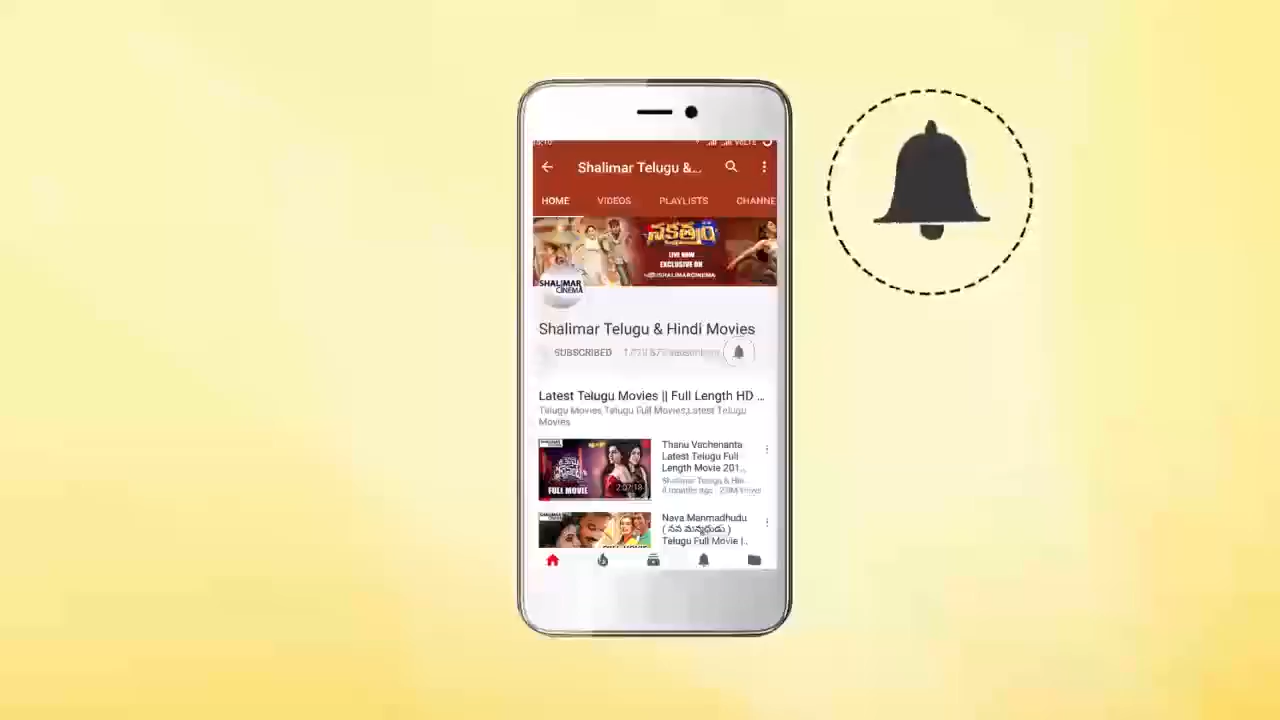 Shalimar Telugu &...
HOME VIDEOS PLAYLISTS CHANNE
నక్షత్రం
LIVE NOW
EXCLUSIVE ON
SHALIMARCINEMA
SHALIMAR
CINEMA
Shalimar Telugu & Hindi Movies
SUBSCRIBED
Latest Telugu Movies || Full Length HD ...
Telugu Movies,Telugu Full Movies,Latest Telugu
Movies
Thanu Vachenanta
Latest Telugu Full
Length Movie 201...
Shalimar Telugu & Hin...
FULL MOVIE
2:07:18
Nava Manmadhudu
( నవ మన్మధుడు )
Telugu Full Movie |..